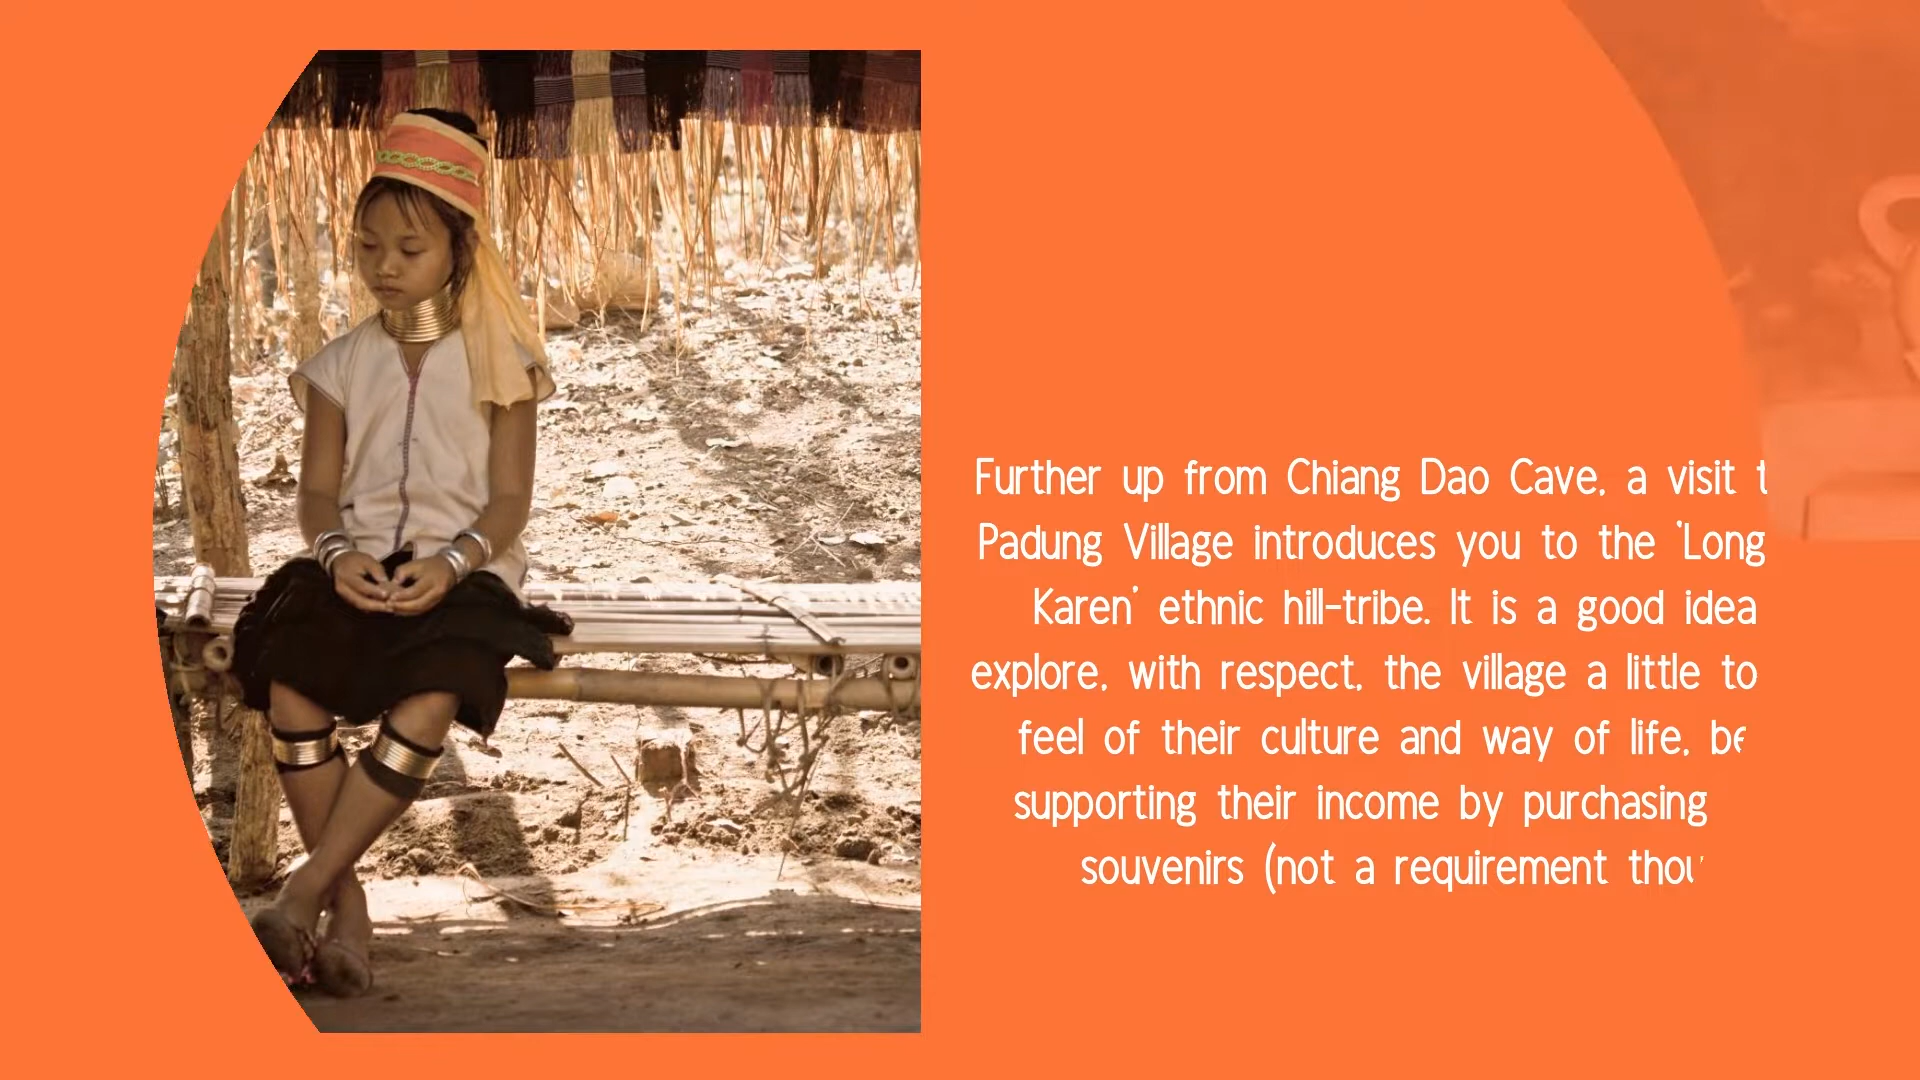 Further up from Chiang Dao Cave, a visit
Padung Village introduces you to the 'Long
Karen' ethnic hill-tribe. It is a good idea
explore, with respect, the village a little to
feel of their culture and way of life,
supporting their income by purchasing
souvenirs (not a requirement